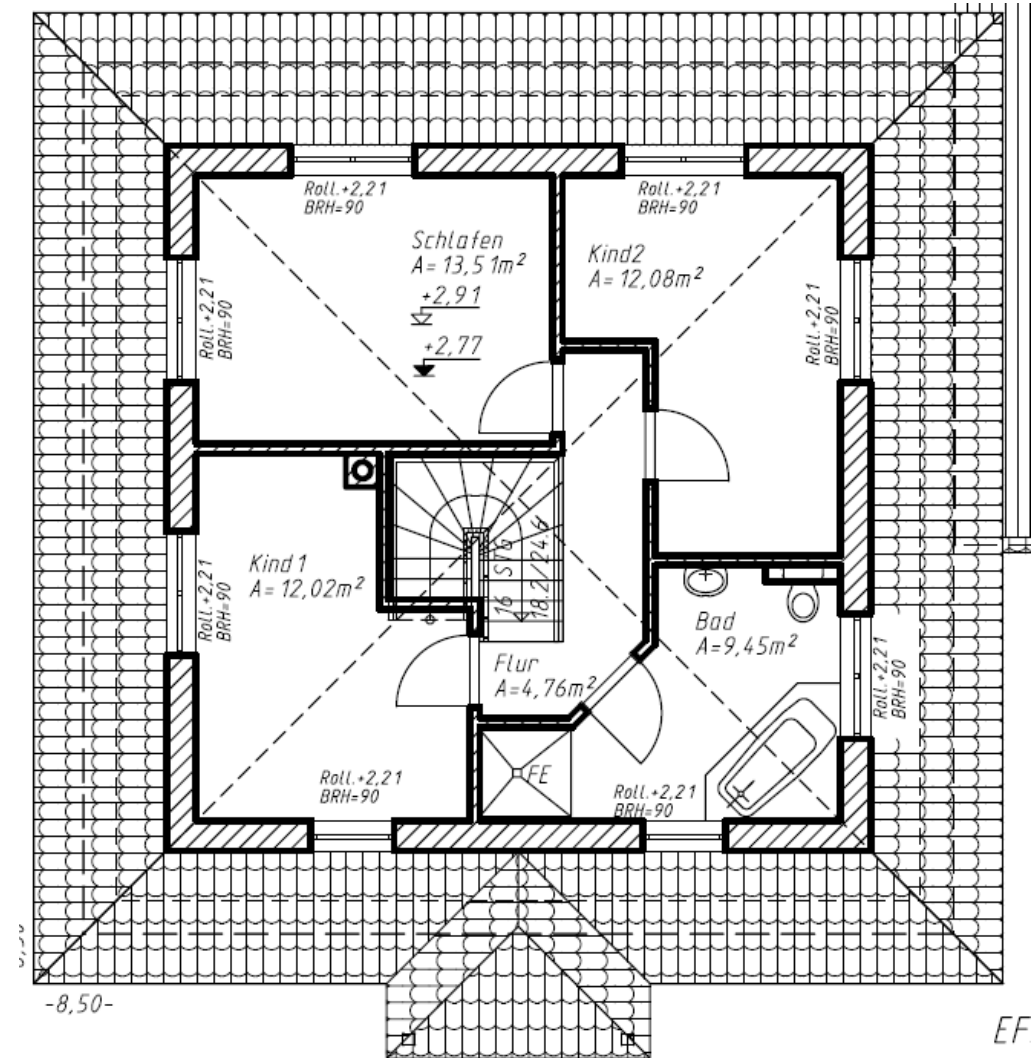 Roll.+2,21
BRH=90
Roll.+2,21
BRH=90
Schlafen
A= 13,51m²
+2,91
+2,77
Kind2
A= 12,08m²
Roll.+2,21
BRH=90
Roll.+2,21
BRH=90
Kind 1
A= 12,02m²
Roll.+2,21
BRH=90
16 STG
18.2/24.6
Bad
A=9,45m²
Flur
A=4,76m²
Roll.+2,21
BRH=90
FE
Roll.+2,21
BRH=90
Roll.+2,21
BRH=90
-8,50-